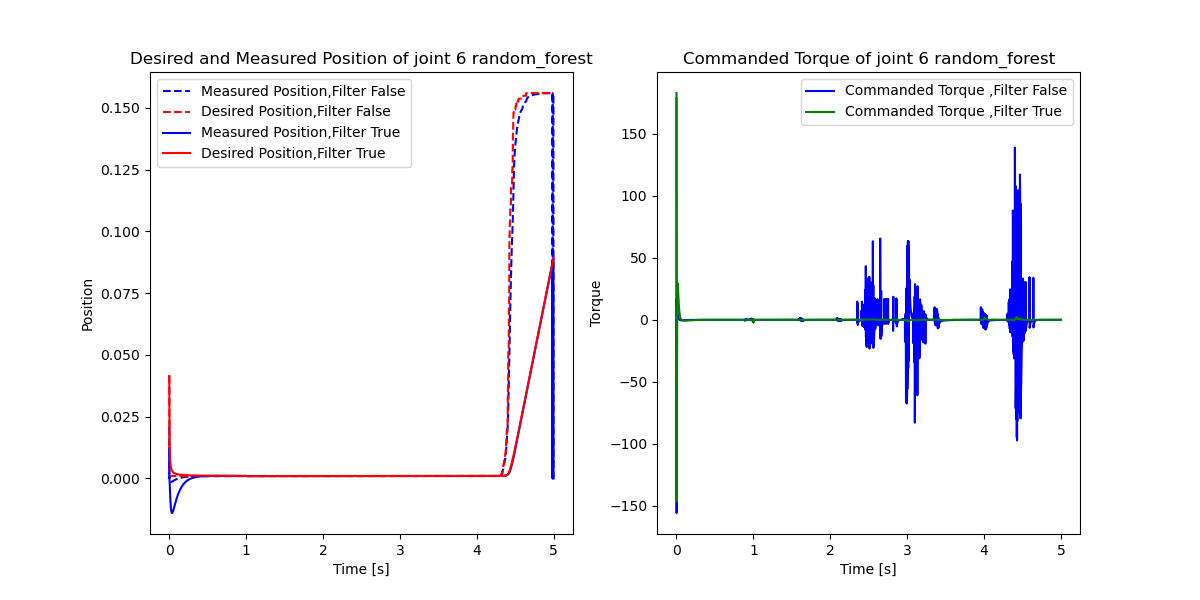 Desired and Measured Position of joint 6 random_forest
Measured Position,Filter False
Desired Position,Filter False
Measured Position,Filter True
Desired Position,Filter True
0.150
0.125
0.100
0.075
0.050
0.025
0.000
Position
0 1 2 3 4 5
Time [s]
Commanded Torque of joint 6 random_forest
Commanded Torque ,Filter False
Commanded Torque ,Filter True
150
100
50
0
−50
−100
−150
Torque
0 1 2 3 4 5
Time [s]